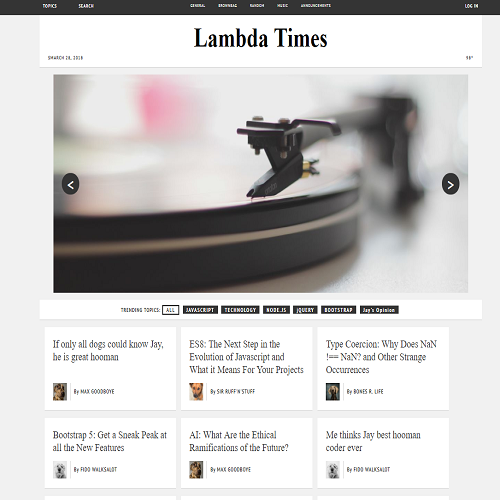 TOPICS SEARCH GENERAL BROWNBAG RANDOM MUSIC ANNOUNCEMENTS LOG IN
Lambda Times
SMARCH 28, 2018 98°
<
>
TRENDING TOPICS: ALL JAVASCRIPT TECHNOLOGY NODE.JS jQUERY BOOTSTRAP Jay's Opinion
If only all dogs could know Jay,
he is great hooman
By MAX GOODBOYE
ES8: The Next Step in the
Evolution of Javascript and
What it Means For Your Projects
By SIR RUFF'N STUFF
Type Coercion: Why Does NaN
!== NaN? and Other Strange
Occurrences
By BONES R. LIFE
Bootstrap 5: Get a Sneak Peak at
all the New Features
By FIDO WALKSALOT
AI: What Are the Ethical
Ramifications of the Future?
By MAX GOODBOYE
Me thinks Jay best hooman
coder ever
By FIDO WALKSALOT